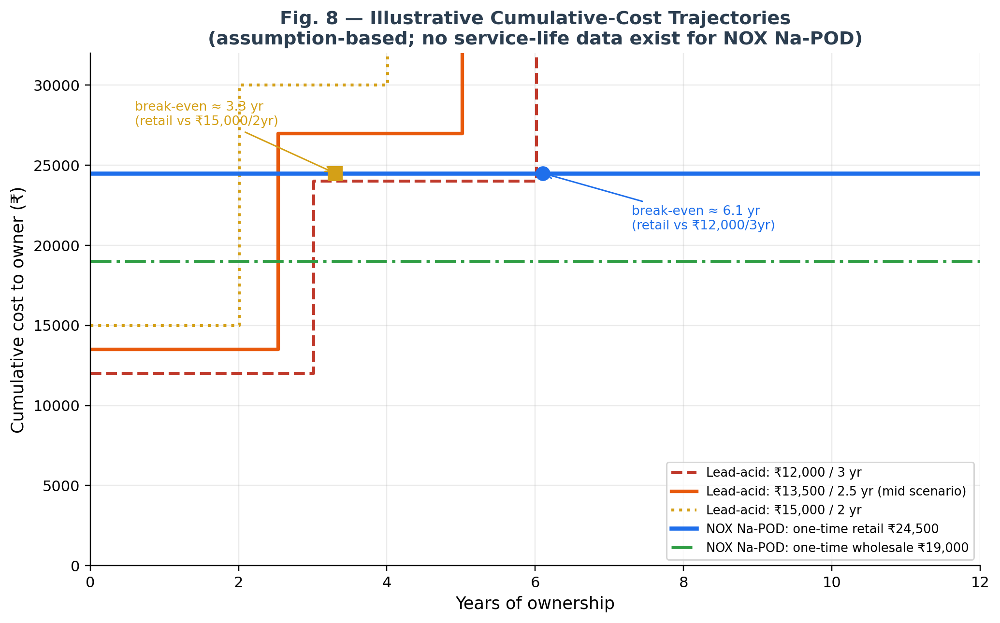 Fig. 8 — Illustrative Cumulative-Cost Trajectories
(assumption-based; no service-life data exist for NOX Na-POD)
Cumulative cost to owner (₹)
30000
25000
20000
15000
10000
5000
0
break-even ≈ 3.3 yr
(retail vs ₹15,000/2yr)
break-even ≈ 6.1 yr
(retail vs ₹12,000/3yr)
Lead-acid: ₹12,000 / 3 yr
Lead-acid: ₹13,500 / 2.5 yr (mid scenario)
Lead-acid: ₹15,000 / 2 yr
NOX Na-POD: one-time retail ₹24,500
NOX Na-POD: one-time wholesale ₹19,000
0 2 4 6 8 10 12
Years of ownership